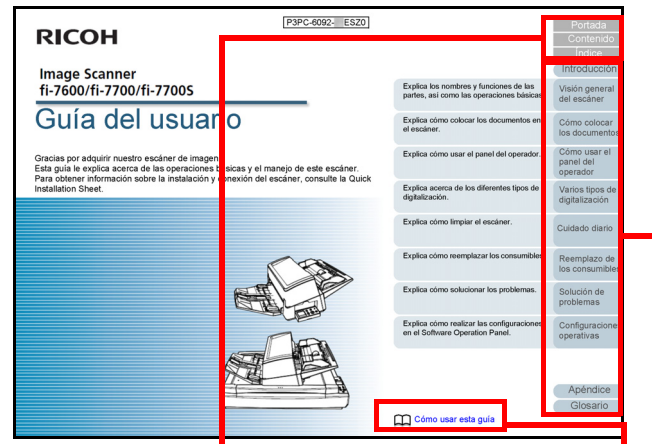 P3PC-6092- ESZ0
RICOH
Image Scanner
fi-7600/fi-7700/fi-7700S
Guía del usuario
Gracias por adquirir nuestro escáner de imagen
Esta guía le explica acerca de las operaciones básicas y el manejo de este escáner.
Para obtener información sobre la instalación y conexión del escáner, consulte la Quick
Installation Sheet.
Portada
Contenido
Índice
Introducción
Explica los nombres y funciones de las
partes, así como las operaciones básicas
Visión general
del escáner
Explica cómo colocar los documentos en
el escáner.
Cómo colocar
los documentos
Explica cómo usar el panel del operador.
Cómo usar el
panel del
operador
Explica acerca de los diferentes tipos de
digitalización.
Varios tipos de
digitalización
Explica cómo limpiar el escáner.
Cuidado diario
Explica cómo reemplazar los consumibles
Reemplazo de
los consumibles
Explica cómo solucionar los problemas.
Solución de
problemas
Explica cómo realizar las configuraciones
en el Software Operation Panel.
Configuracione
operativas
Apéndice
Glosario
Cómo usar esta guía